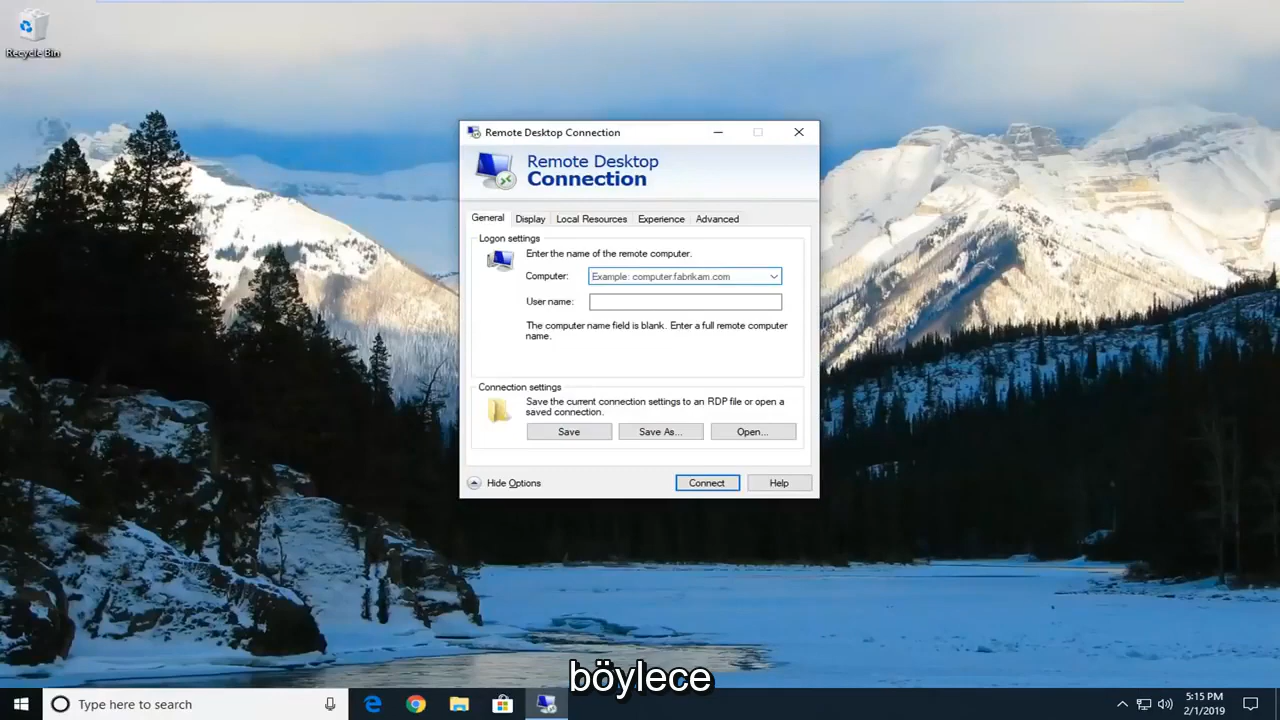 Recycle Bin
Remote Desktop Connection
Remote Desktop
Connection
General Display Local Resources Experience Advanced
Logon settings
Enter the name of the remote computer.
Computer: Example: computer.fabrikam.com
User name:
The computer name field is blank. Enter a full remote computer
name.
Connection settings
Save the current connection settings to an RDP file or open a
saved connection.
Save Save As... Open...
Hide Options Connect Help
böylece
Type here to search
5:15 PM
2/1/2019